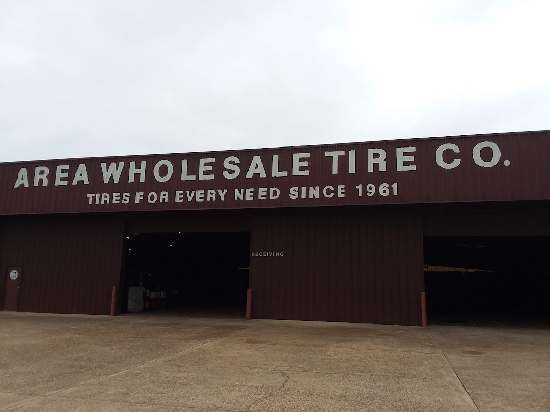 AREA WHOLESALE TIRE CO.
TIRES FOR EVERY NEED SINCE 1961
RECEIVING